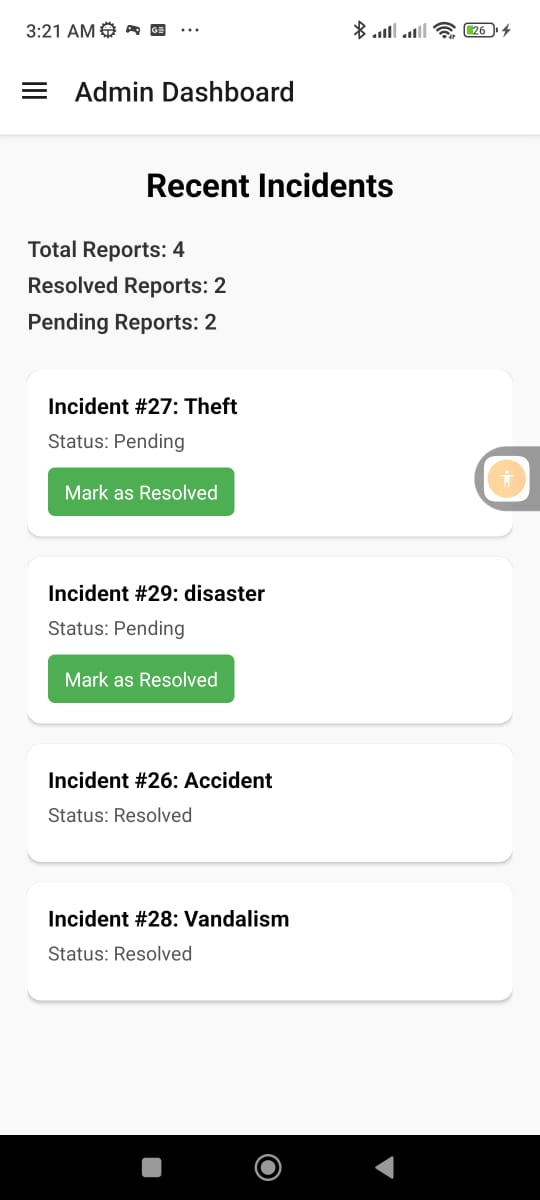 3:21 AM
26
Admin Dashboard
Recent Incidents
Total Reports: 4
Resolved Reports: 2
Pending Reports: 2
Incident #27: Theft
Status: Pending
Mark as Resolved
Incident #29: disaster
Status: Pending
Mark as Resolved
Incident #26: Accident
Status: Resolved
Incident #28: Vandalism
Status: Resolved